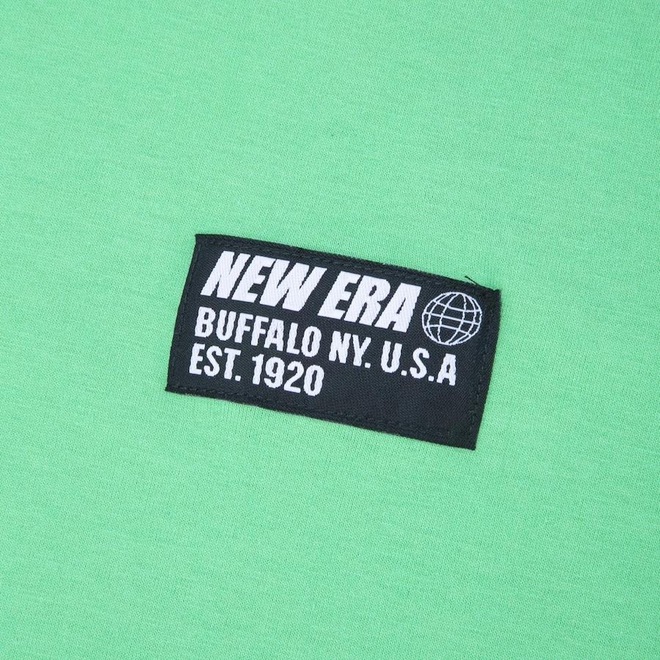 NEW ERA
BUFFALO NY. U.S.A
EST. 1920